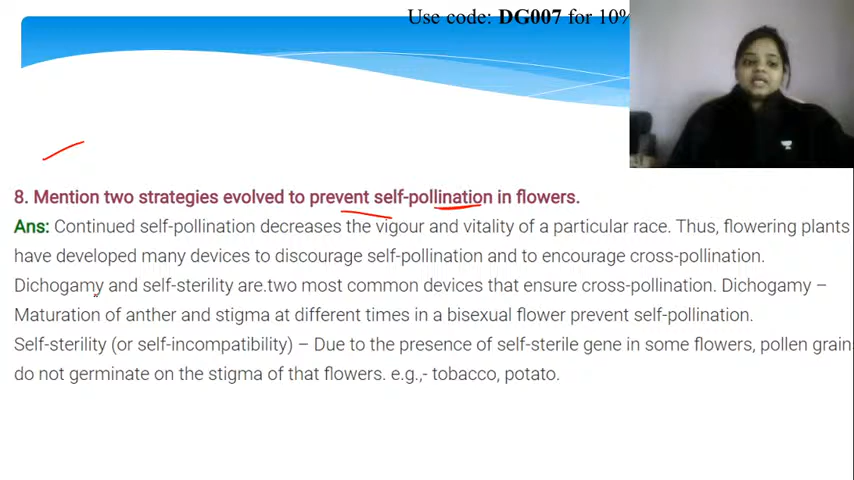 Use code: DG007 for 10%
8. Mention two strategies evolved to prevent self-pollination in flowers.
Ans: Continued self-pollination decreases the vigour and vitality of a particular race. Thus, flowering plants
have developed many devices to discourage self-pollination and to encourage cross-pollination.
Dichogamy and self-sterility are.two most common devices that ensure cross-pollination. Dichogamy –
Maturation of anther and stigma at different times in a bisexual flower prevent self-pollination.
Self-sterility (or self-incompatibility) – Due to the presence of self-sterile gene in some flowers, pollen grain
do not germinate on the stigma of that flowers. e.g.,- tobacco, potato.